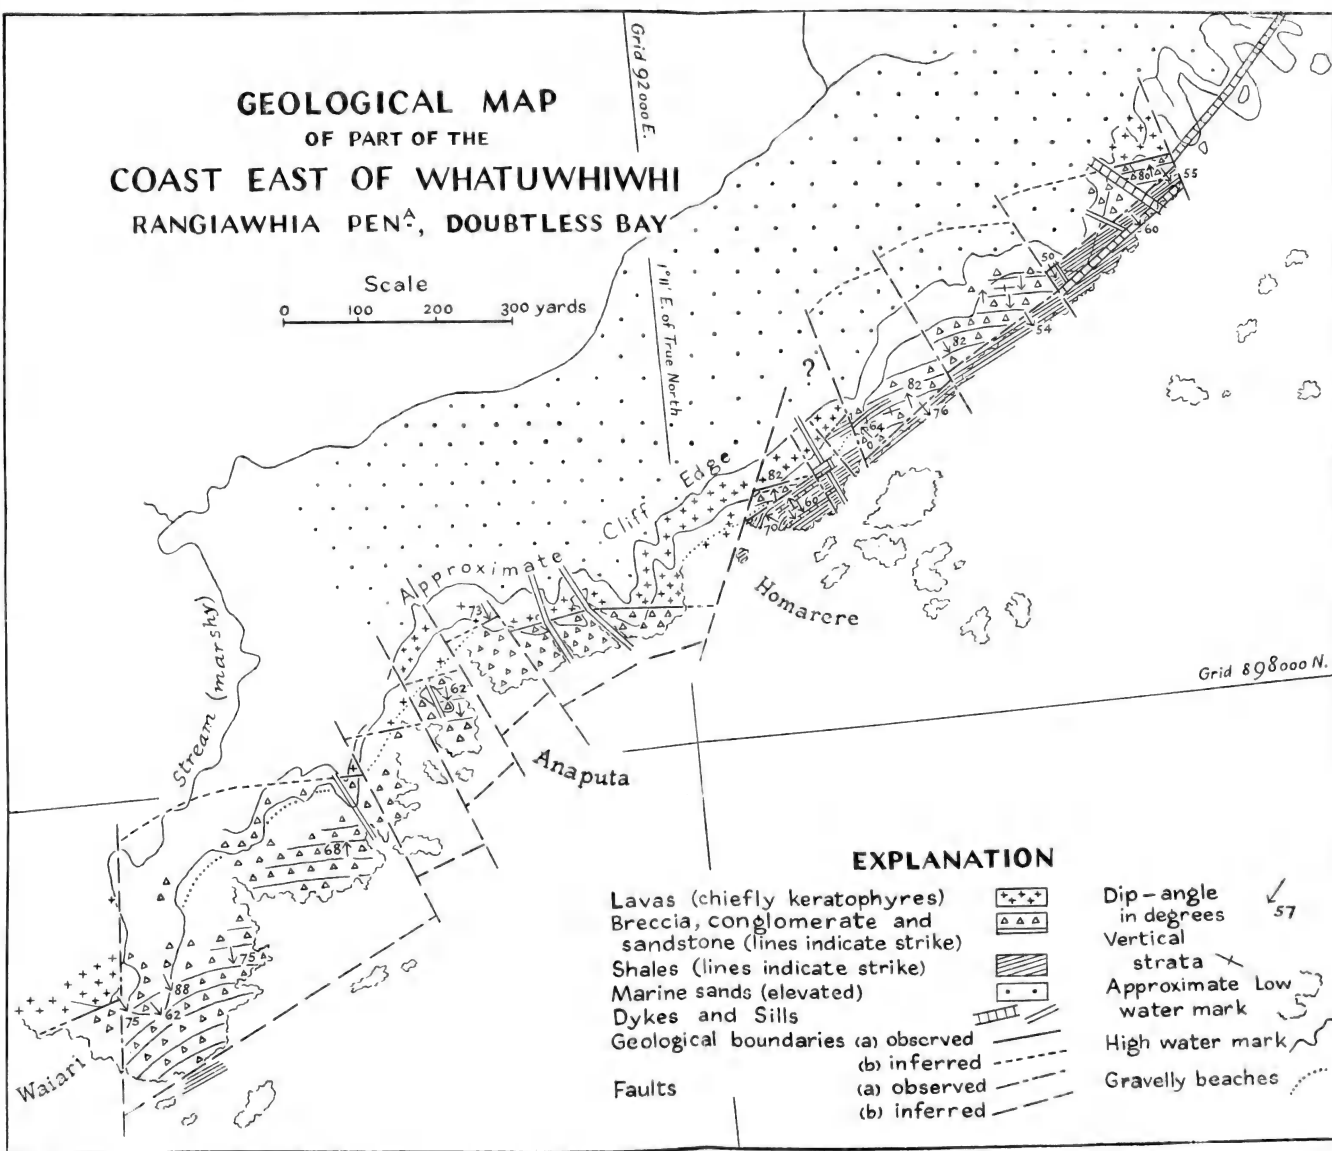 GEOLOGICAL MAP
OF PART OF THE
COAST EAST OF WHATUWHIWHI
RANGIAWHIA PENᴬ., DOUBTLESS BAY
Scale
0 100 200 300 yards
Grid 92000E.
1°11' E. of True North.
?
Approximate Cliff Edge
Stream (marshy)
Homarere
Anaputa
Waiari
Grid 898000 N.
80
55
60
50
54
82
82
76
64
82
60
70
73
62
68
75
88
62
75
EXPLANATION
Lavas (chiefly keratophyres)
Breccia, conglomerate and
sandstone (lines indicate strike)
Shales (lines indicate strike)
Marine sands (elevated)
Dykes and Sills
Geological boundaries (a) observed
(b) inferred
Faults (a) observed
(b) inferred
Dip-angle
in degrees 57
Vertical
strata
Approximate Low
water mark
High water mark
Gravelly beaches